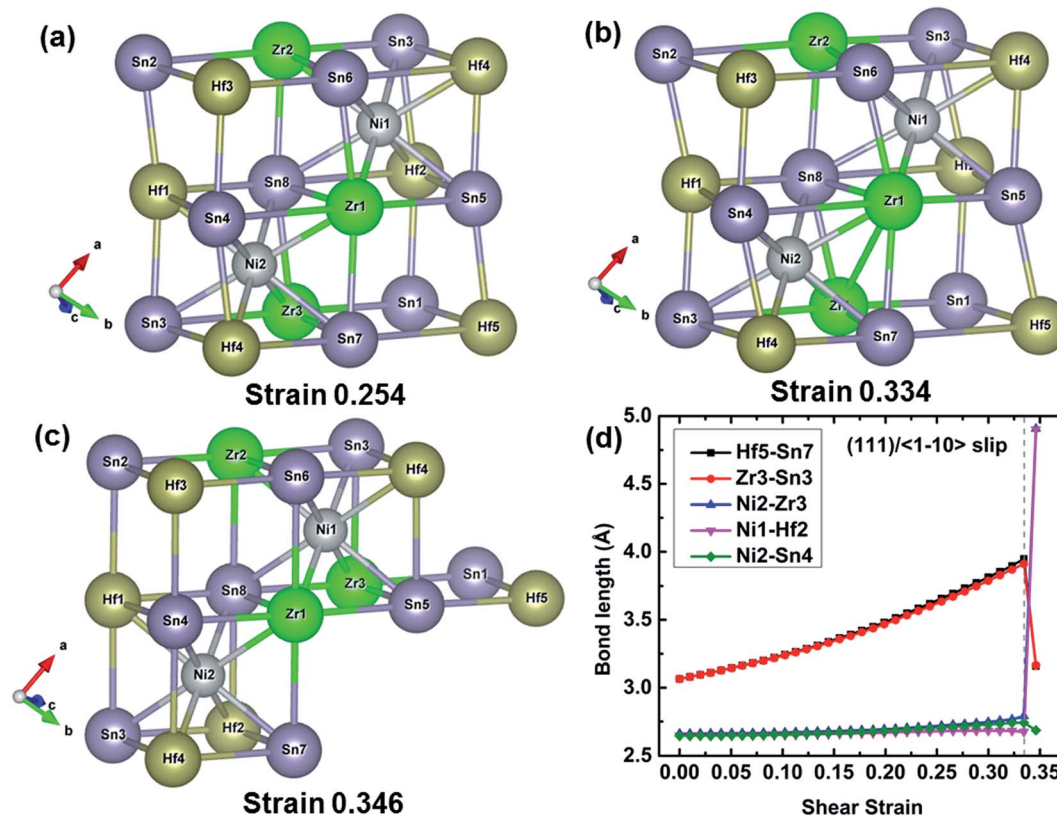 (a)
Sn2
Zr2
Sn3
Hf3
Sn6
Hf4
Ni1
Hf1
Sn8
Hf2
Sn4
Zr1
Sn5
Ni2
Sn3
Zr3
Sn1
Hf4
Sn7
Hf5
a
c
b
Strain 0.254
(b)
Sn2
Zr2
Sn3
Hf3
Sn6
Hf4
Ni1
Hf1
Sn8
Sn4
Zr1
Sn5
Ni2
Sn3
Sn1
Hf4
Sn7
Hf5
a
c
b
Strain 0.334
(c)
Sn2
Zr2
Sn3
Hf3
Sn6
Hf4
Ni1
Hf1
Sn8
Zr3
Sn1
Sn4
Zr1
Sn5
Hf5
Ni2
Sn3
Hf2
Sn7
Hf4
a
c
b
Strain 0.346
(d)
5.0
4.5
4.0
3.5
3.0
2.5
Bond length (Å)
Hf5-Sn7
Zr3-Sn3
Ni2-Zr3
Ni1-Hf2
Ni2-Sn4
(111)/<1-10> slip
0.00 0.05 0.10 0.15 0.20 0.25 0.30 0.35
Shear Strain